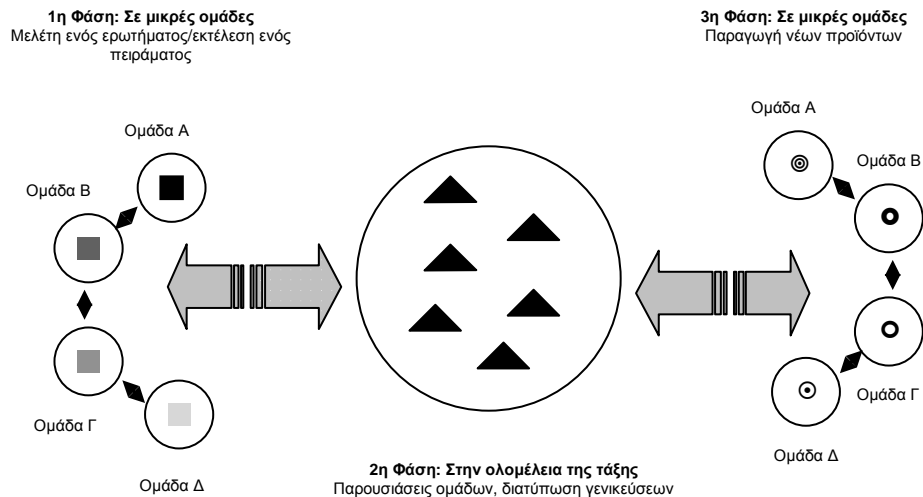 1η Φάση: Σε μικρές ομάδες
Μελέτη ενός ερωτήματος/εκτέλεση ενός
πειράματος
Ομάδα Α
Ομάδα Β
Ομάδα Γ
Ομάδα Δ
2η Φάση: Στην ολομέλεια της τάξης
Παρουσιάσεις ομάδων, διατύπωση γενικεύσεων
3η Φάση: Σε μικρές ομάδες
Παραγωγή νέων προϊόντων
Ομάδα Α
Ομάδα Β
Ομάδα Γ
Ομάδα Δ